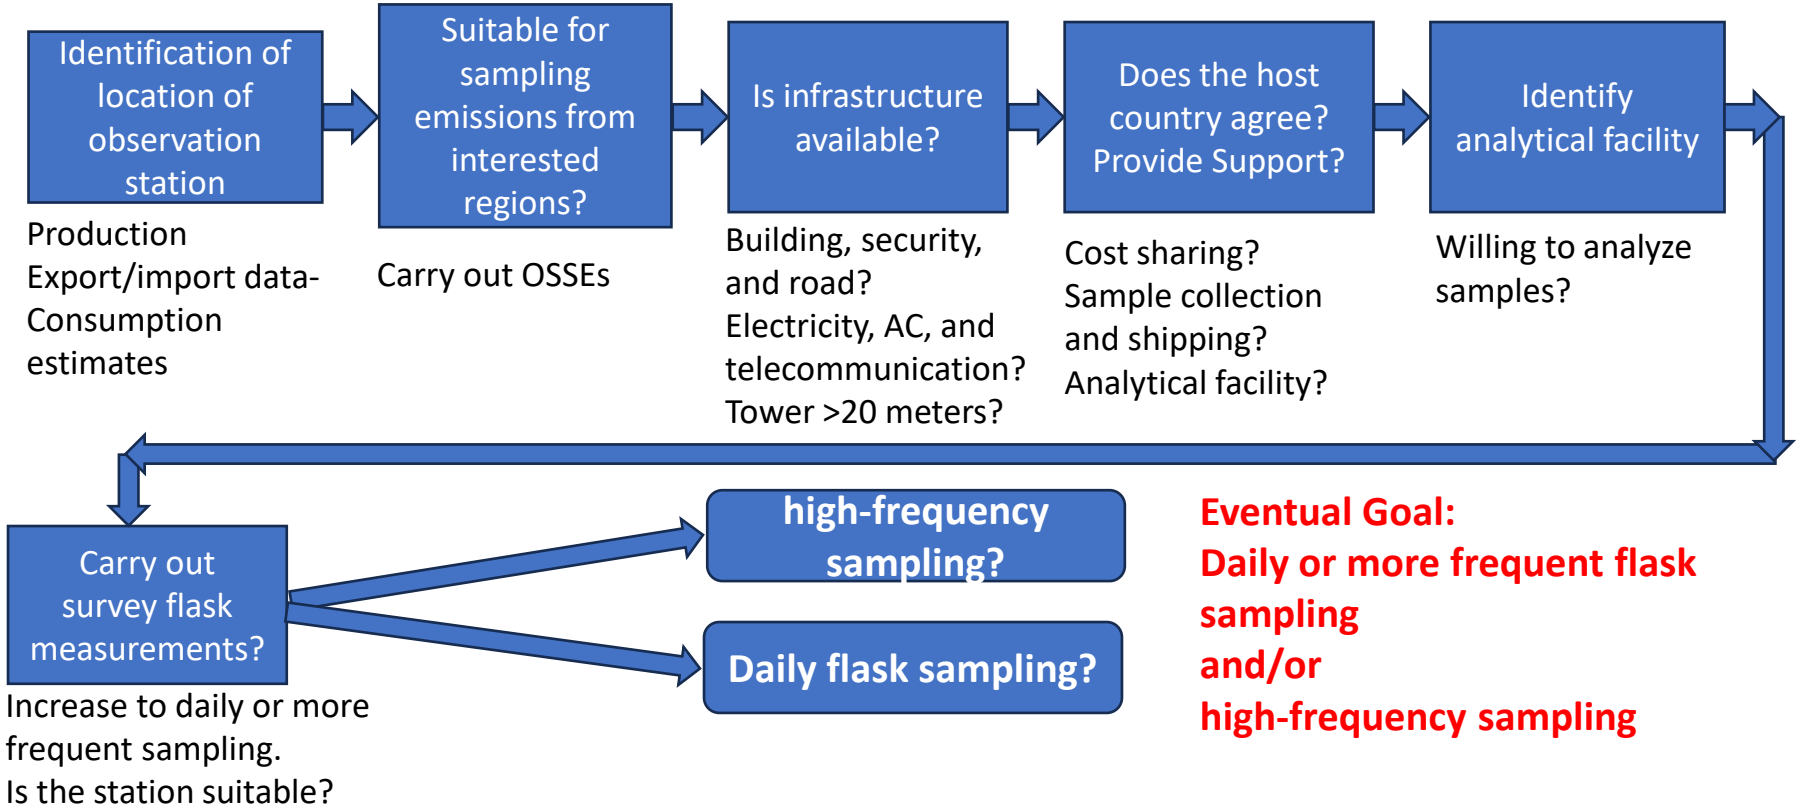 Identification of
location of
observation
station
Suitable for
sampling
emissions from
interested
regions?
Is infrastructure
available?
Does the host
country agree?
Provide Support?
Identify
analytical facility
Production
Export/import data-
Consumption
estimates
Carry out OSSEs
Building, security,
and road?
Electricity, AC, and
telecommunication?
Tower >20 meters?
Cost sharing?
Sample collection
and shipping?
Analytical facility?
Willing to analyze
samples?
Carry out
survey flask
measurements?
Increase to daily or more
frequent sampling.
Is the station suitable?
high-frequency
sampling?
Daily flask sampling?
Eventual Goal:
Daily or more frequent flask
sampling
and/or
high-frequency sampling